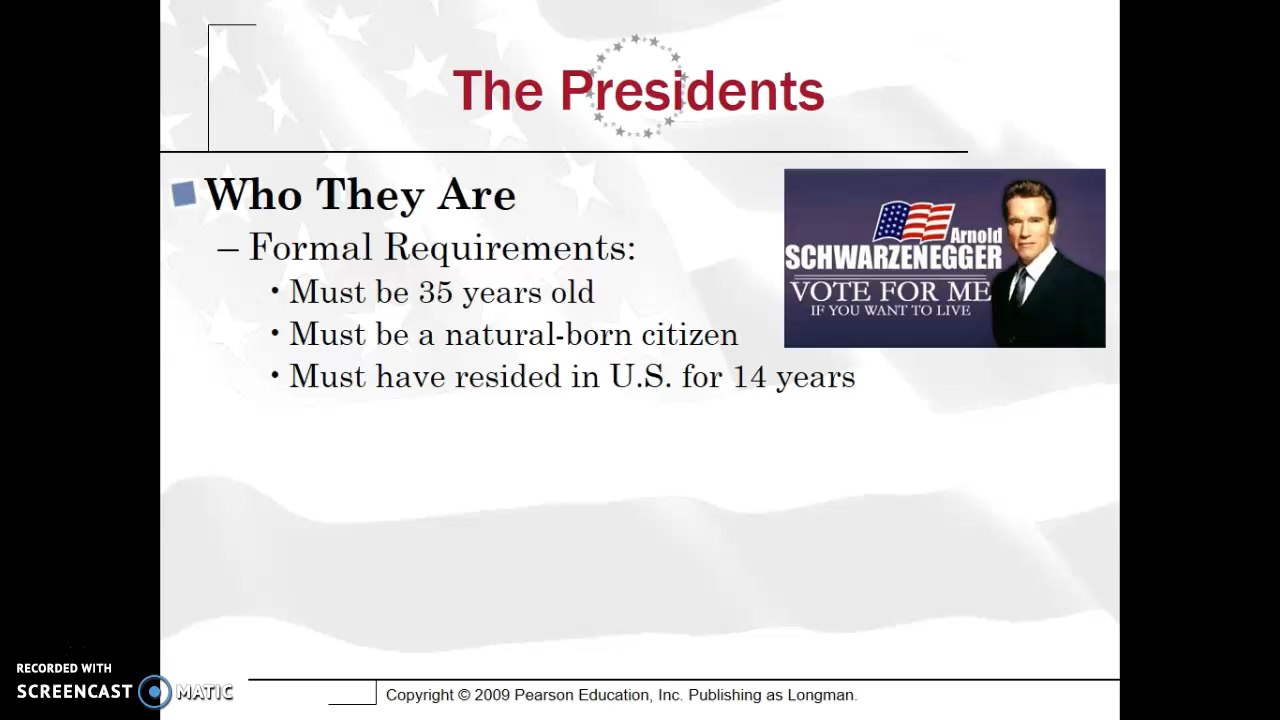 The Presidents
Who They Are
– Formal Requirements:
• Must be 35 years old
• Must be a natural-born citizen
• Must have resided in U.S. for 14 years
Arnold
SCHWARZENEGGER
VOTE FOR ME
IF YOU WANT TO LIVE
RECORDED WITH
SCREENCAST MATIC
Copyright © 2009 Pearson Education, Inc. Publishing as Longman.